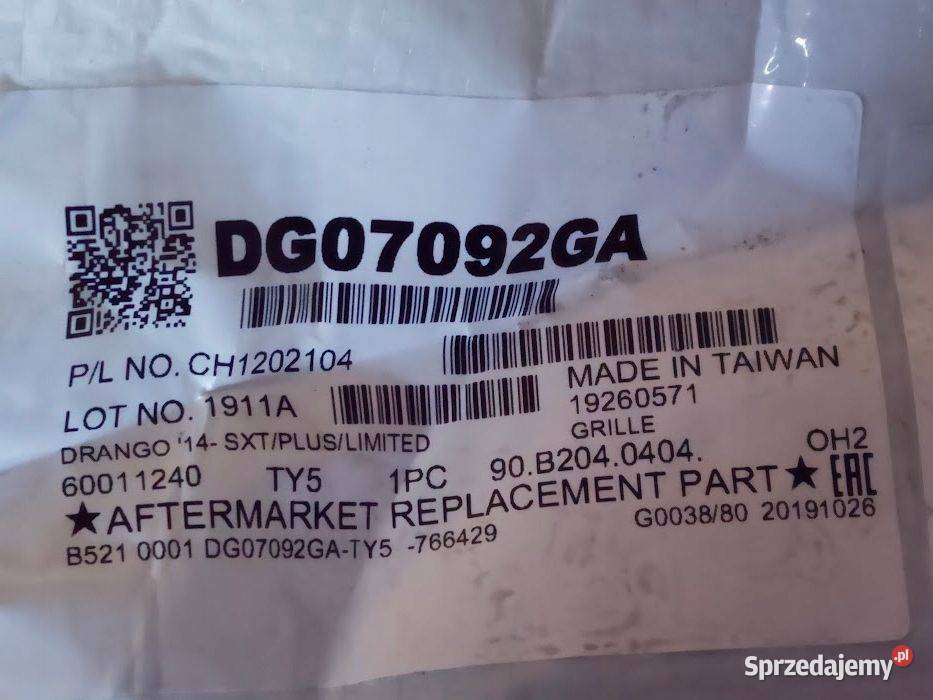 DG07092GA
P/L NO. CH1202104
MADE IN TAIWAN
LOT NO. 1911A
19260571
DRANGO '14- SXT/PLUS/LIMITED
GRILLE
60011240 TY5 1PC 90.B204.0404. OH2
★AFTERMARKET REPLACEMENT PART★ EAC
B521 0001 DG07092GA-TY5 -766429 G0038/80 20191026
Sprzedajemy.pl